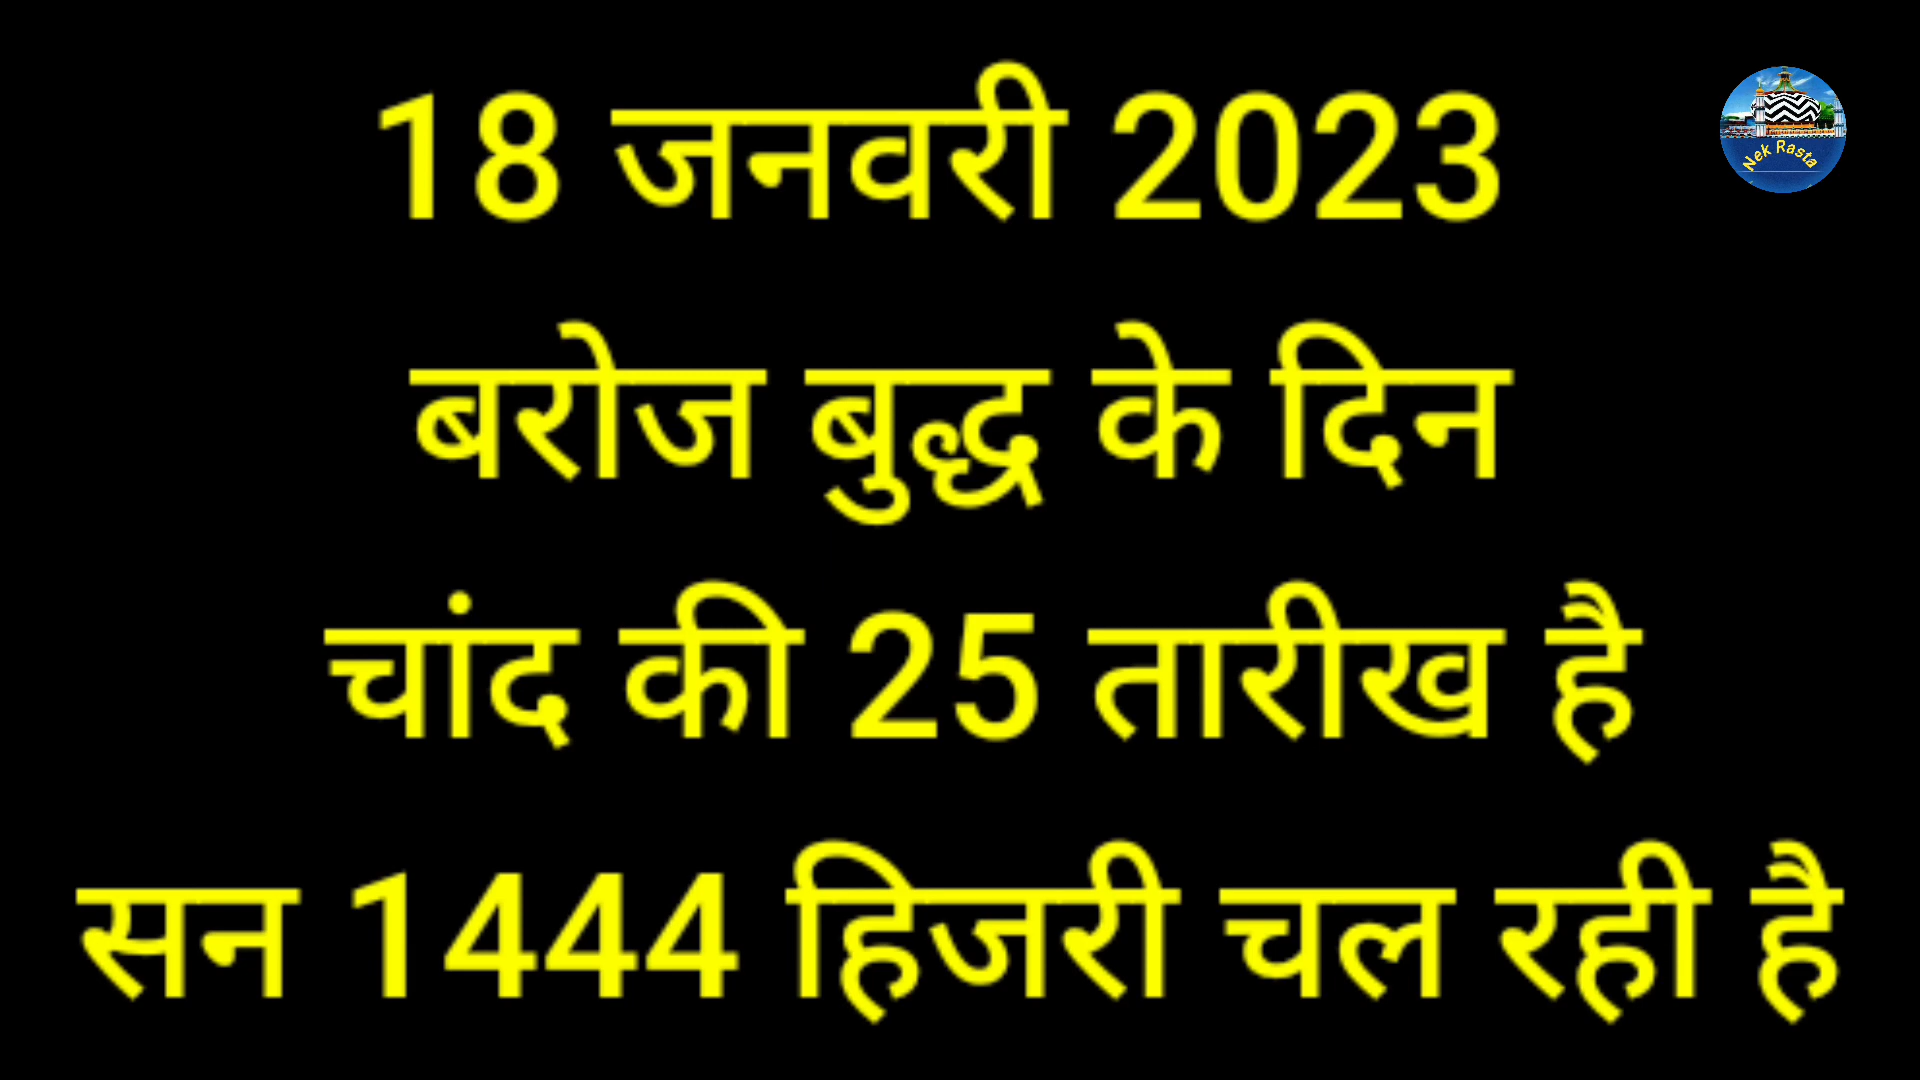 18 जनवरी 2023
Nek Rasta
बरोज बुद्ध के दिन
चांद की 25 तारीख है
सन 1444 हिजरी चल रही है